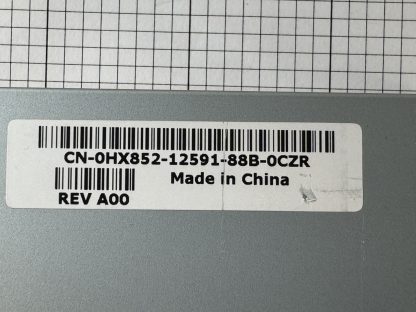 CN-0HX852-12591-88B-0CZR
Made in China
REV A00